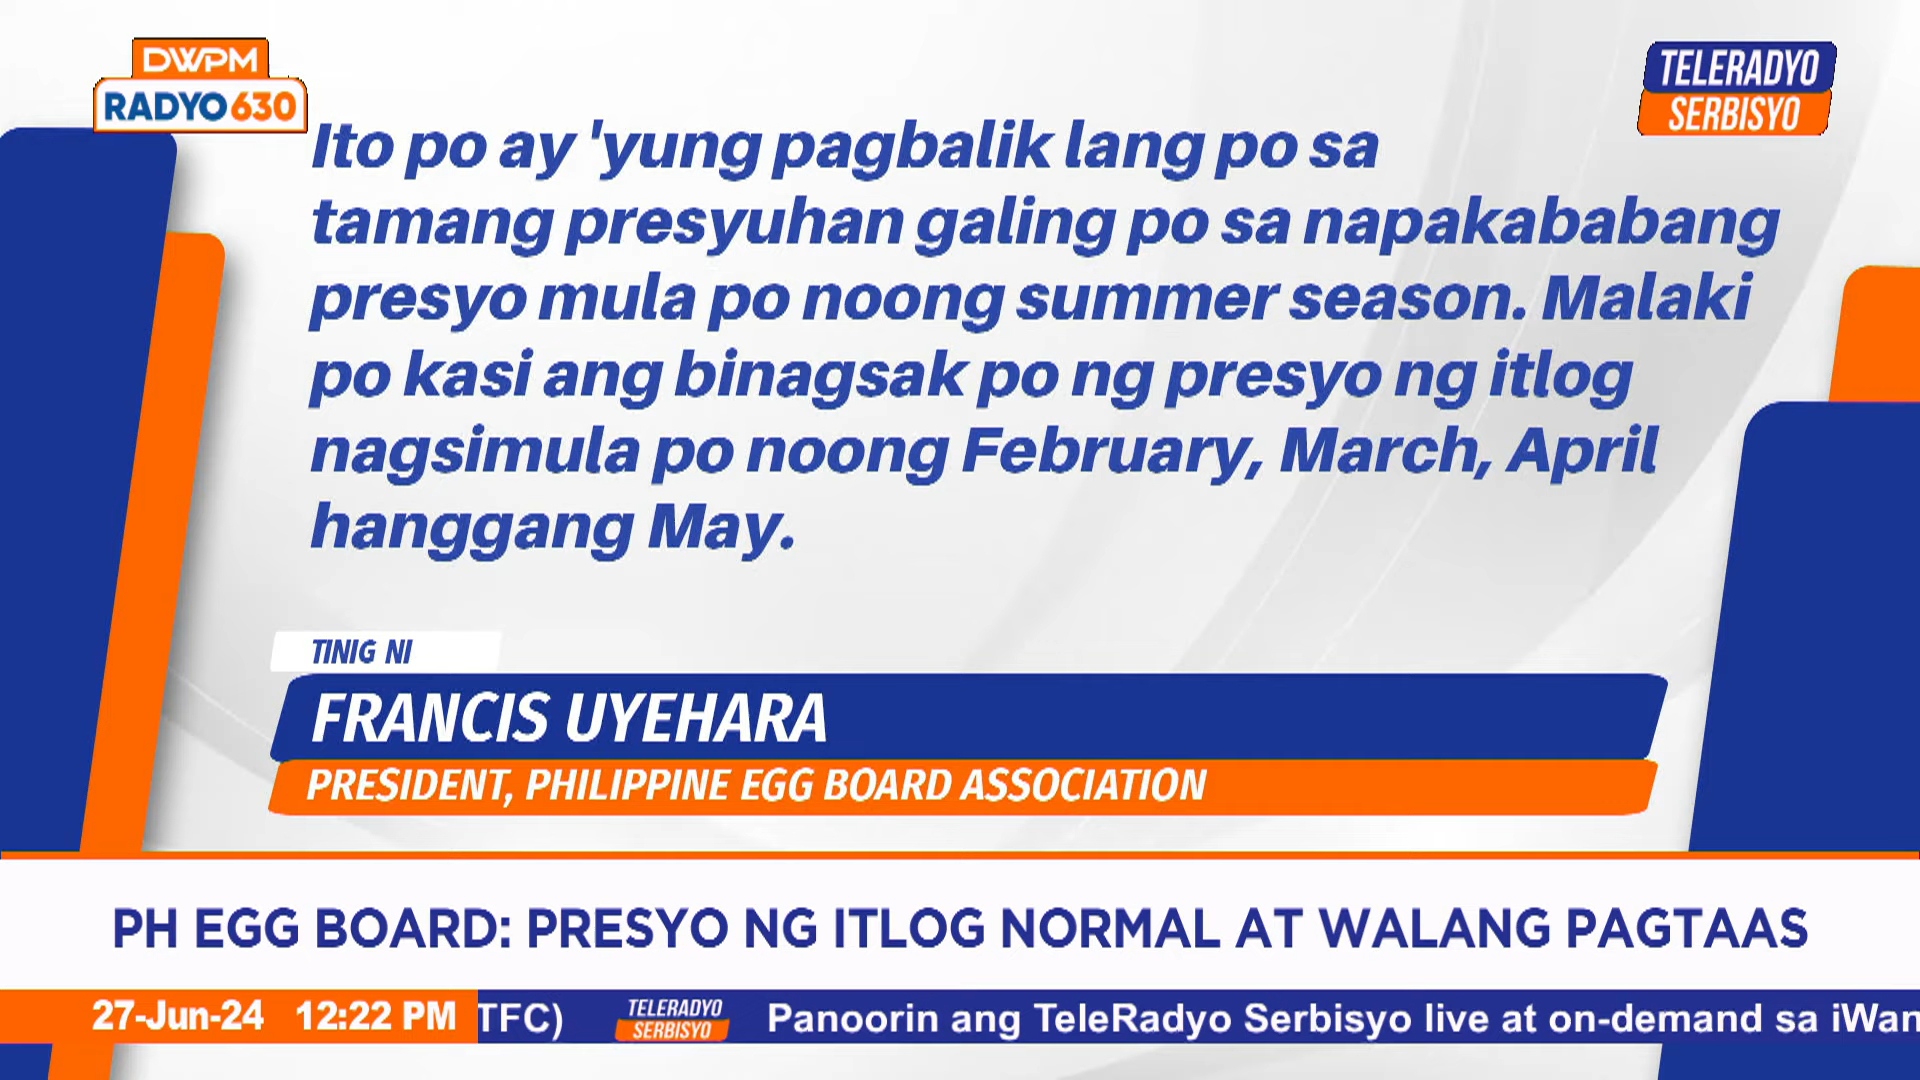 DWPM
RADYO 630
TELERADYO
SERBISYO
Ito po ay 'yung pagbalik lang po sa
tamang presyuhan galing po sa napakababang
presyo mula po noong summer season. Malaki
po kasi ang binagsak po ng presyo ng itlog
nagsimula po noong February, March, April
hanggang May.
TINIG NI
FRANCIS UYEHARA
PRESIDENT, PHILIPPINE EGG BOARD ASSOCIATION
PH EGG BOARD: PRESYO NG ITLOG NORMAL AT WALANG PAGTAAS
27-Jun-24 12:22 PM TFC) TELERADYO SERBISYO Panoorin ang TeleRadyo Serbisyo live at on-demand sa iWan